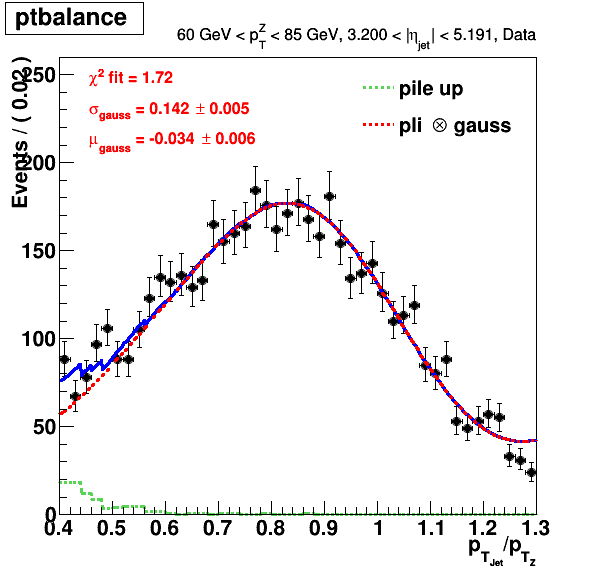 ptbalance
60 GeV < p_T^Z < 85 GeV, 3.200 < |η_jet| < 5.191, Data
Events / ( 0.02 )
χ² fit = 1.72
σ_gauss = 0.142 ± 0.005
μ_gauss = -0.034 ± 0.006
pile up
pli ⊗ gauss
250
200
150
100
50
0
0.4 0.5 0.6 0.7 0.8 0.9 1 1.1 1.2 1.3
p_T_Jet/p_T_Z